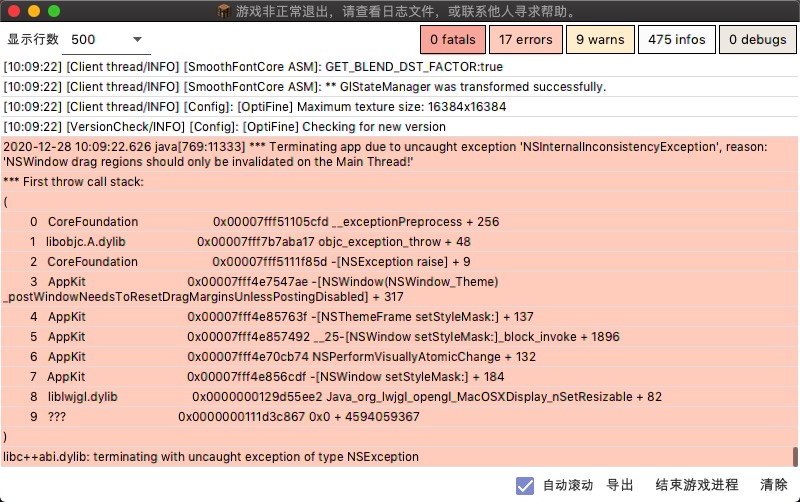 游戏非正常退出，请查看日志文件，或联系他人寻求帮助。
显示行数 500 0 fatals 17 errors 9 warns 475 infos 0 debugs
[10:09:22] [Client thread/INFO] [SmoothFontCore ASM]: GET_BLEND_DST_FACTOR:true
[10:09:22] [Client thread/INFO] [SmoothFontCore ASM]: ** GlStateManager was transformed successfully.
[10:09:22] [Client thread/INFO] [Config]: [OptiFine] Maximum texture size: 16384x16384
[10:09:22] [VersionCheck/INFO] [Config]: [OptiFine] Checking for new version
2020-12-28 10:09:22.626 java[769:11333] *** Terminating app due to uncaught exception 'NSInternalInconsistencyException', reason:
'NSWindow drag regions should only be invalidated on the Main Thread!'
*** First throw call stack:
(
0 CoreFoundation 0x00007fff51105cfd __exceptionPreprocess + 256
1 libobjc.A.dylib 0x00007fff7b7aba17 objc_exception_throw + 48
2 CoreFoundation 0x00007fff5111f85d -[NSException raise] + 9
3 AppKit 0x00007fff4e7547ae -[NSWindow(NSWindow_Theme)
_postWindowNeedsToResetDragMarginsUnlessPostingDisabled] + 317
4 AppKit 0x00007fff4e85763f -[NSThemeFrame setStyleMask:] + 137
5 AppKit 0x00007fff4e857492 __25-[NSWindow setStyleMask:]_block_invoke + 1896
6 AppKit 0x00007fff4e70cb74 NSPerformVisuallyAtomicChange + 132
7 AppKit 0x00007fff4e856cdf -[NSWindow setStyleMask:] + 184
8 liblwjgl.dylib 0x0000000129d55ee2 Java_org_lwjgl_opengl_MacOSXDisplay_nSetResizable + 82
9 ??? 0x0000000111d3c867 0x0 + 4594059367
)
libc++abi.dylib: terminating with uncaught exception of type NSException
自动滚动 导出 结束游戏进程 清除